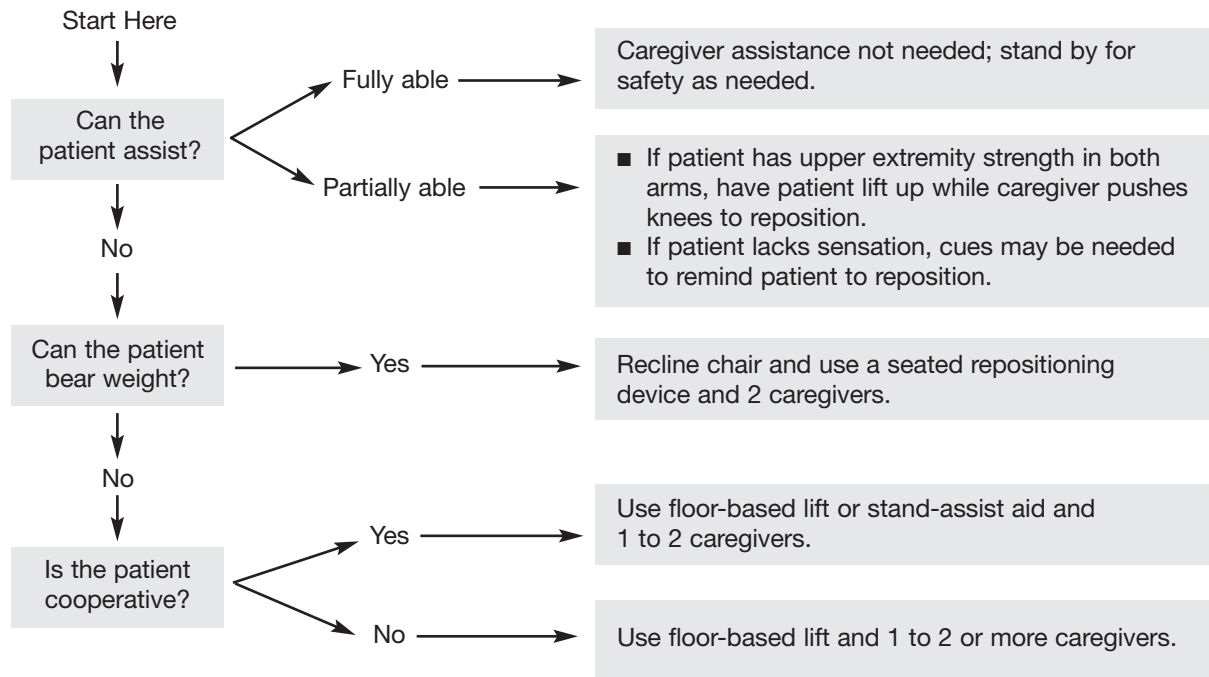 Start Here
Can the
patient assist?
Fully able
Caregiver assistance not needed; stand by for
safety as needed.
Partially able
■ If patient has upper extremity strength in both
arms, have patient lift up while caregiver pushes
knees to reposition.
■ If patient lacks sensation, cues may be needed
to remind patient to reposition.
No
Can the patient
bear weight?
Yes
Recline chair and use a seated repositioning
device and 2 caregivers.
No
Is the patient
cooperative?
Yes
Use floor-based lift or stand-assist aid and
1 to 2 caregivers.
No
Use floor-based lift and 1 to 2 or more caregivers.